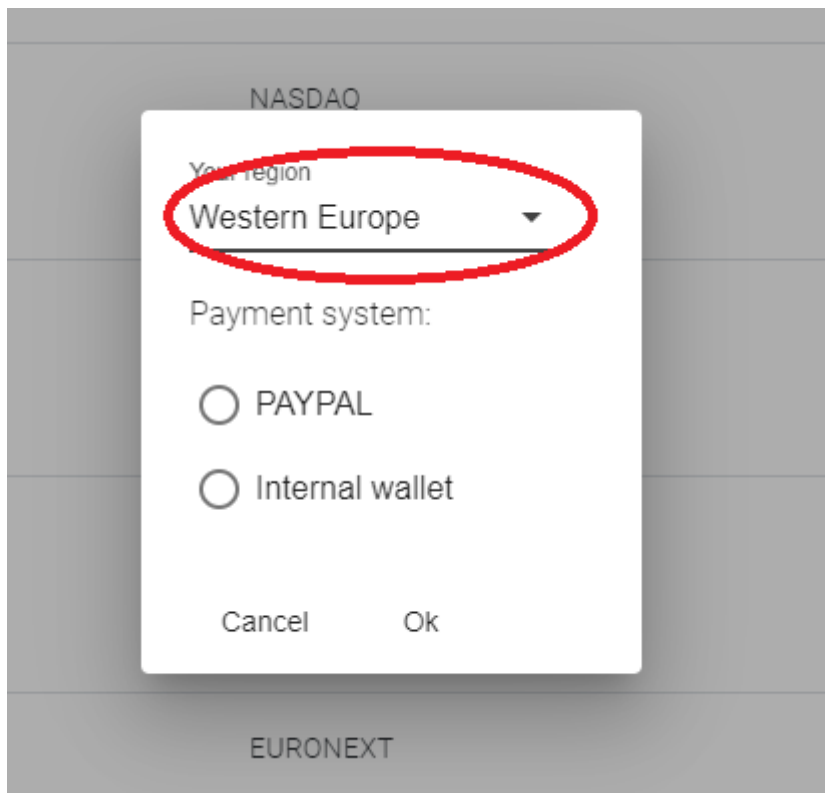 NASDAQ
Your region
Western Europe
Payment system:
PAYPAL
Internal wallet
Cancel Ok
EURONEXT